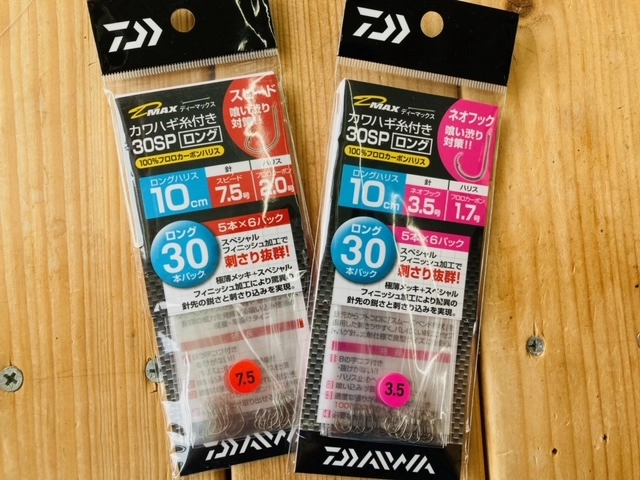 DMAX ディーマックス
カワハギ糸付き
30SP ロング
100%フロロカーボンハリス
スピード
喰い渋り
対策!!
ロングハリス
10cm
針
スピード
7.5号
ハリス
フロロカーボン
2.0号
5本×6パック
ロング
30
本パック
スペシャル
フィニッシュ加工で
刺さり抜群!
極薄メッキ+スペシャル
フィニッシュ加工により驚異の
針先の鋭さと刺さり込みを実現。
7.5
DAIWA
DMAX ディーマックス
カワハギ糸付き
30SP ロング
100%フロロカーボンハリス
ネオフック
喰い渋り
対策!!
ロングハリス
10cm
針
ネオフック
3.5号
ハリス
フロロカーボン
1.7号
5本×6パック
ロング
30
本パック
スペシャル
フィニッシュ加工で
刺さり抜群!
極薄メッキ+スペシャル
フィニッシュ加工により驚異の
針先の鋭さと刺さり込みを実現。
3.5
DAIWA